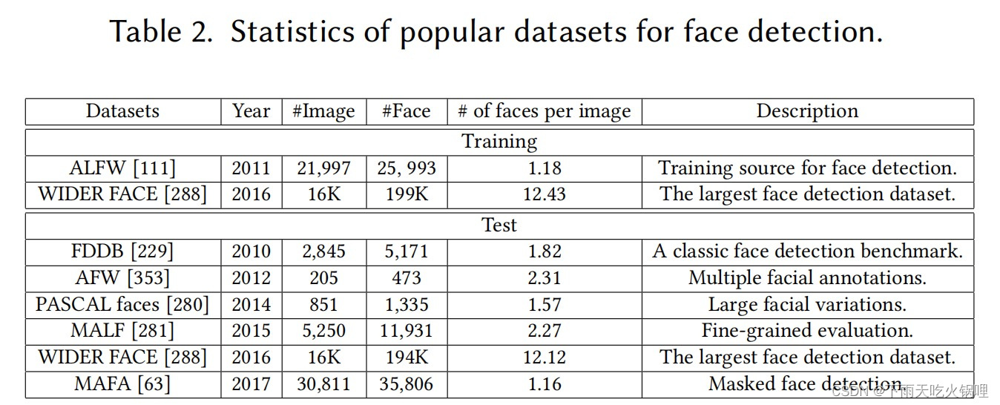 Table 2. Statistics of popular datasets for face detection.
Datasets Year #Image #Face # of faces per image Description
Training
ALFW [111] 2011 21,997 25, 993 1.18 Training source for face detection.
WIDER FACE [288] 2016 16K 199K 12.43 The largest face detection dataset.
Test
FDDB [229] 2010 2,845 5,171 1.82 A classic face detection benchmark.
AFW [353] 2012 205 473 2.31 Multiple facial annotations.
PASCAL faces [280] 2014 851 1,335 1.57 Large facial variations.
MALF [281] 2015 5,250 11,931 2.27 Fine-grained evaluation.
WIDER FACE [288] 2016 16K 194K 12.12 The largest face detection dataset.
MAFA [63] 2017 30,811 35,806 1.16 Masked face detection.
CSDN @下雨天吃火锅哩